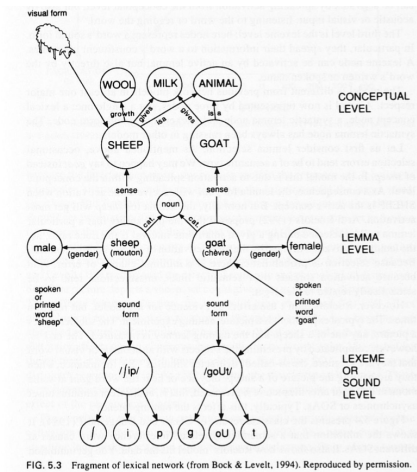 visual form
WOOL
MILK
ANIMAL
CONCEPTUAL
LEVEL
growth
gives
is a
gives
is a
SHEEP
GOAT
sense
sense
noun
cat.
cat.
male
(gender)
sheep
(mouton)
goat
(chèvre)
(gender)
female
LEMMA
LEVEL
spoken
or
printed
word
"sheep"
sound
form
sound
form
spoken
or
printed
word
"goat"
/ʃip/
/goUt/
LEXEME
OR
SOUND
LEVEL
ʃ
i
p
g
oU
t
FIG. 5.3 Fragment of lexical network (from Bock & Levelt, 1994). Reproduced by permission.